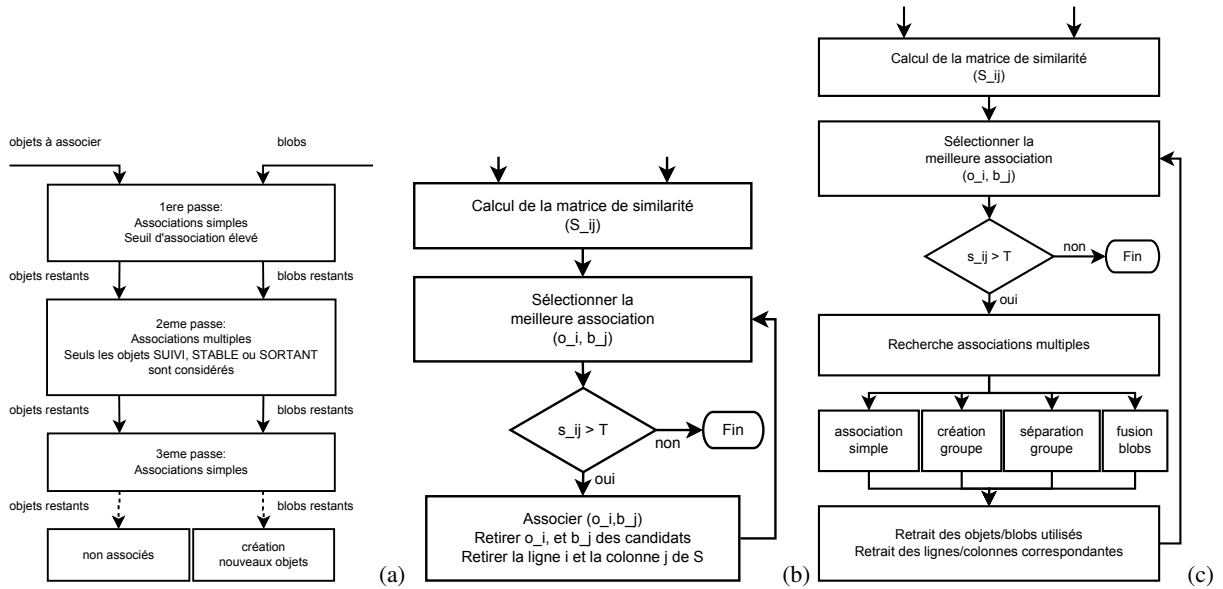 objets à associer
blobs
1ere passe:
Associations simples
Seuil d'association élevé
objets restants
blobs restants
2eme passe:
Associations multiples
Seuls les objets SUIVI, STABLE ou SORTANT
sont considérés
objets restants
blobs restants
3eme passe:
Associations simples
objets restants
blobs restants
non associés
création
nouveaux objets
(a)
Calcul de la matrice de similarité
(S_ij)
Sélectionner la
meilleure association
(o_i, b_j)
s_ij > T
non
Fin
oui
Associer (o_i,b_j)
Retirer o_i, et b_j des candidats
Retirer la ligne i et la colonne j de S
(b)
Calcul de la matrice de similarité
(S_ij)
Sélectionner la
meilleure association
(o_i, b_j)
s_ij > T
non
Fin
oui
Recherche associations multiples
association
simple
création
groupe
séparation
groupe
fusion
blobs
Retrait des objets/blobs utilisés
Retrait des lignes/colonnes correspondantes
(c)